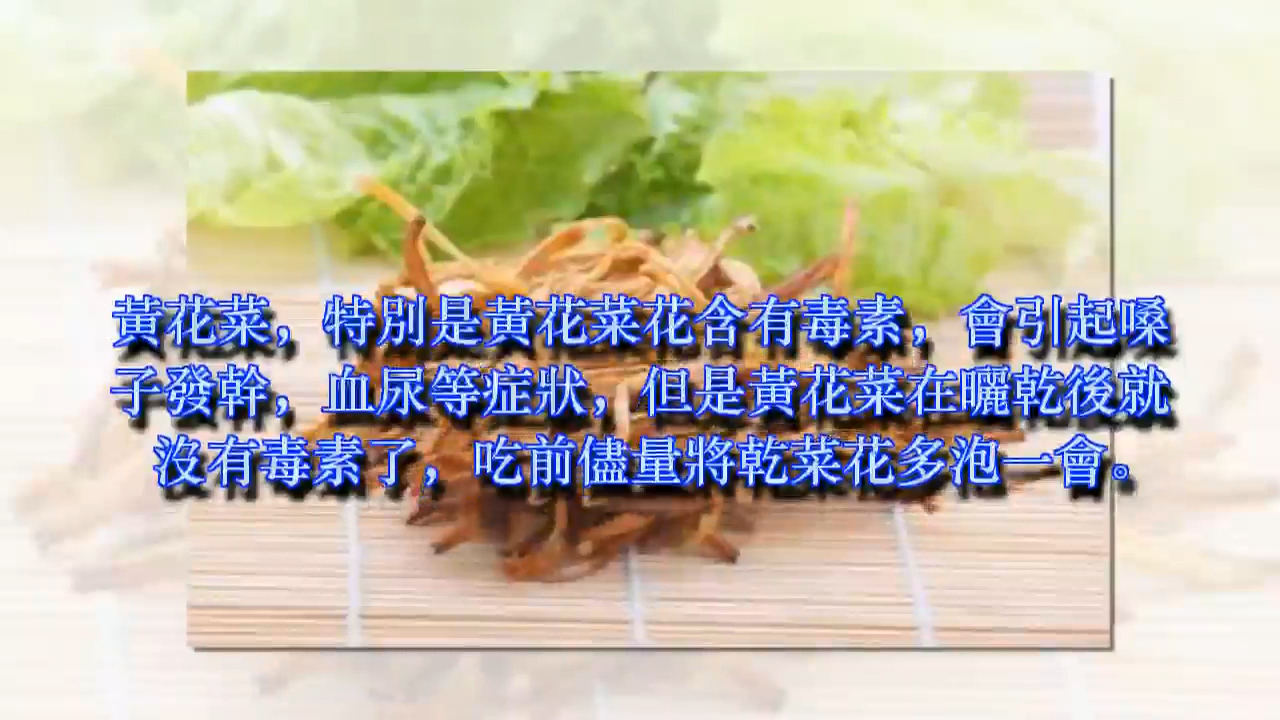 黃花菜，特別是黃花菜花含有毒素，會引起嗓
子發幹，血尿等症狀，但是黃花菜在曬乾後就
沒有毒素了，吃前儘量將乾菜花多泡一會。